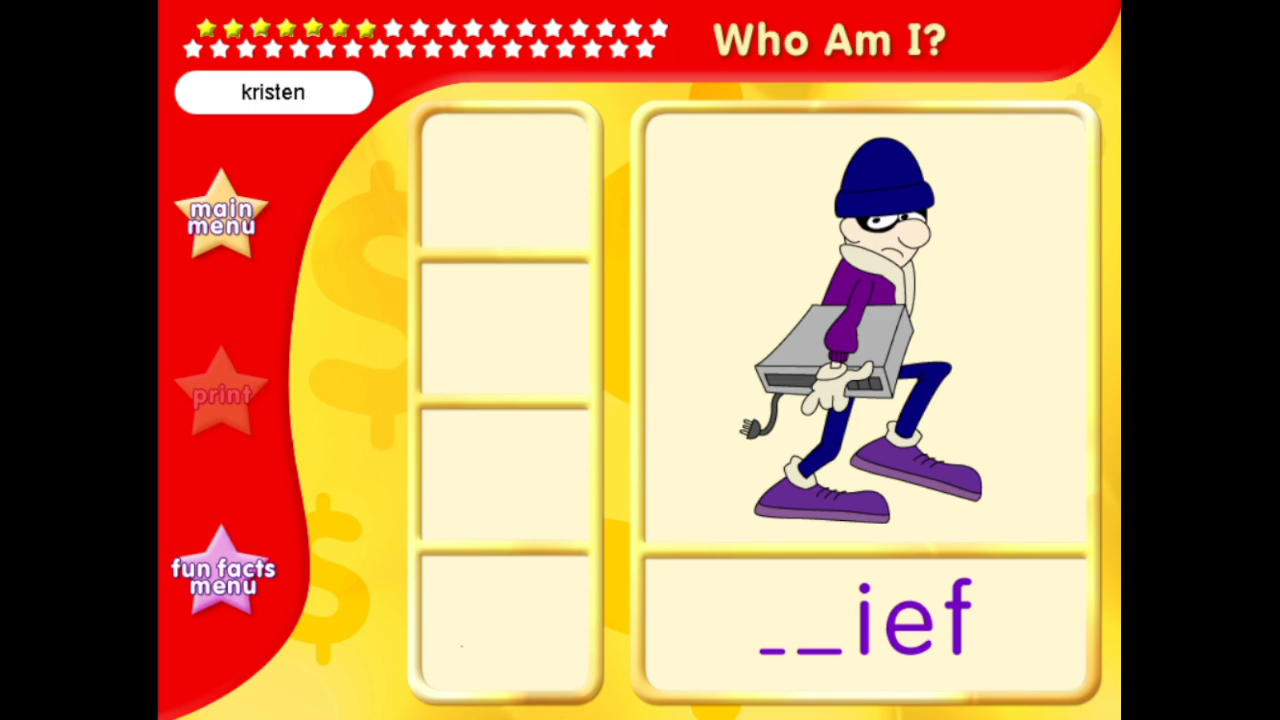 Who Am I?
kristen
main
menu
print
fun facts
menu
__ief